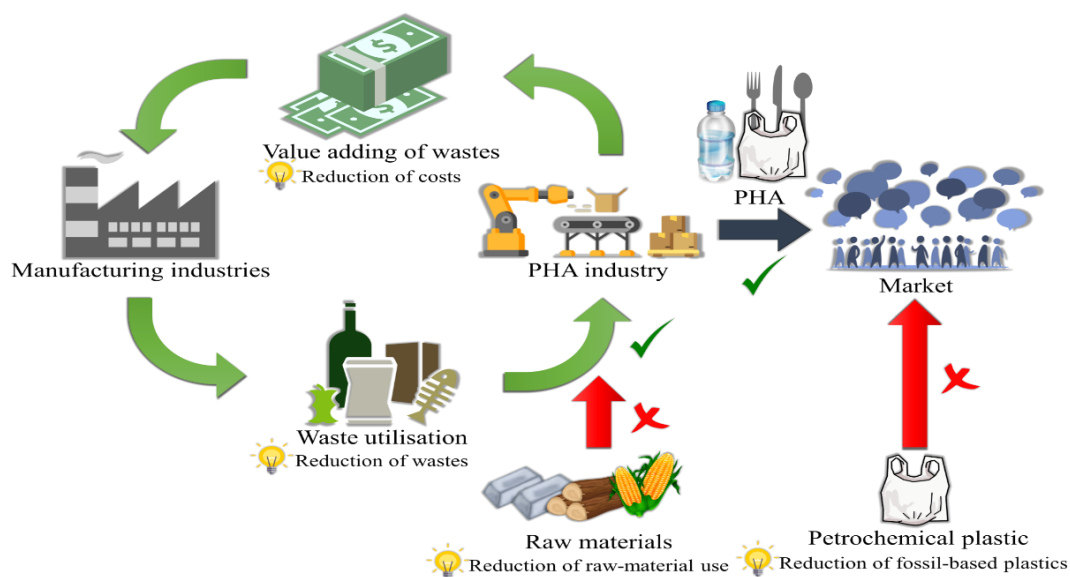 Value adding of wastes
Reduction of costs
PHA
Manufacturing industries
PHA industry
Market
Waste utilisation
Reduction of wastes
Raw materials
Reduction of raw-material use
Petrochemical plastic
Reduction of fossil-based plastics